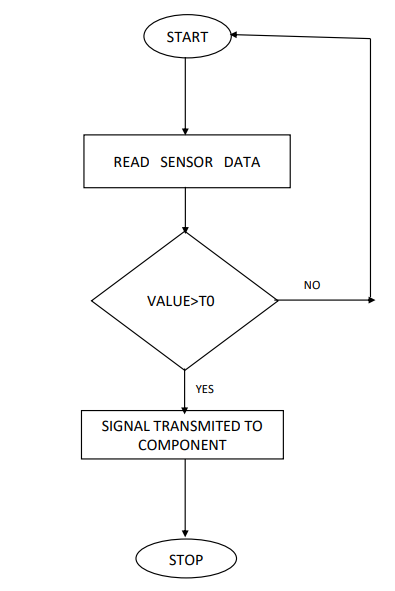 START
READ SENSOR DATA
VALUE>T0
NO
YES
SIGNAL TRANSMITED TO
COMPONENT
STOP